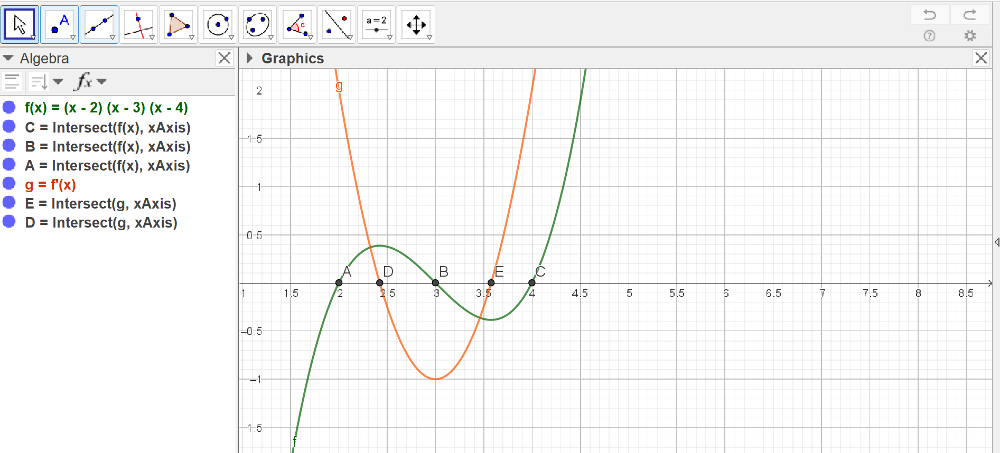 A
α
a = 2
Algebra
Graphics
fx
f(x) = (x - 2) (x - 3) (x - 4)
C = Intersect(f(x), xAxis)
B = Intersect(f(x), xAxis)
A = Intersect(f(x), xAxis)
g = f'(x)
E = Intersect(g, xAxis)
D = Intersect(g, xAxis)
g
2
1.5
1
0.5
A
D
B
E
C
1
1.5
2
2.5
3
3.5
4
4.5
5
5.5
6
6.5
7
7.5
8
8.5
–0.5
–1
–1.5
f